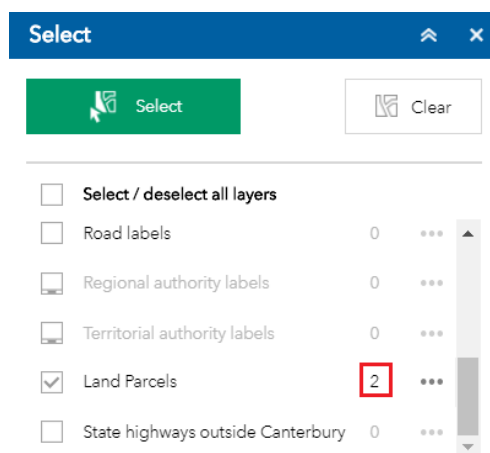 Select
Select
Clear
Select / deselect all layers
Road labels 0
Regional authority labels 0
Territorial authority labels 0
Land Parcels 2
State highways outside Canterbury 0